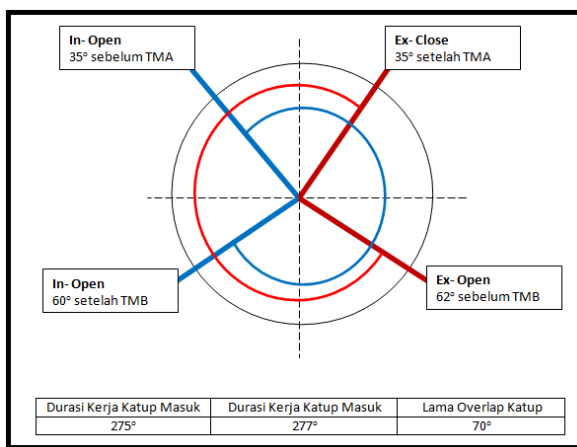 In- Open
35° sebelum TMA
Ex- Close
35° setelah TMA
In- Open
60° setelah TMB
Ex- Open
62° sebelum TMB
Durasi Kerja Katup Masuk Durasi Kerja Katup Masuk Lama Overlap Katup
275° 277° 70°